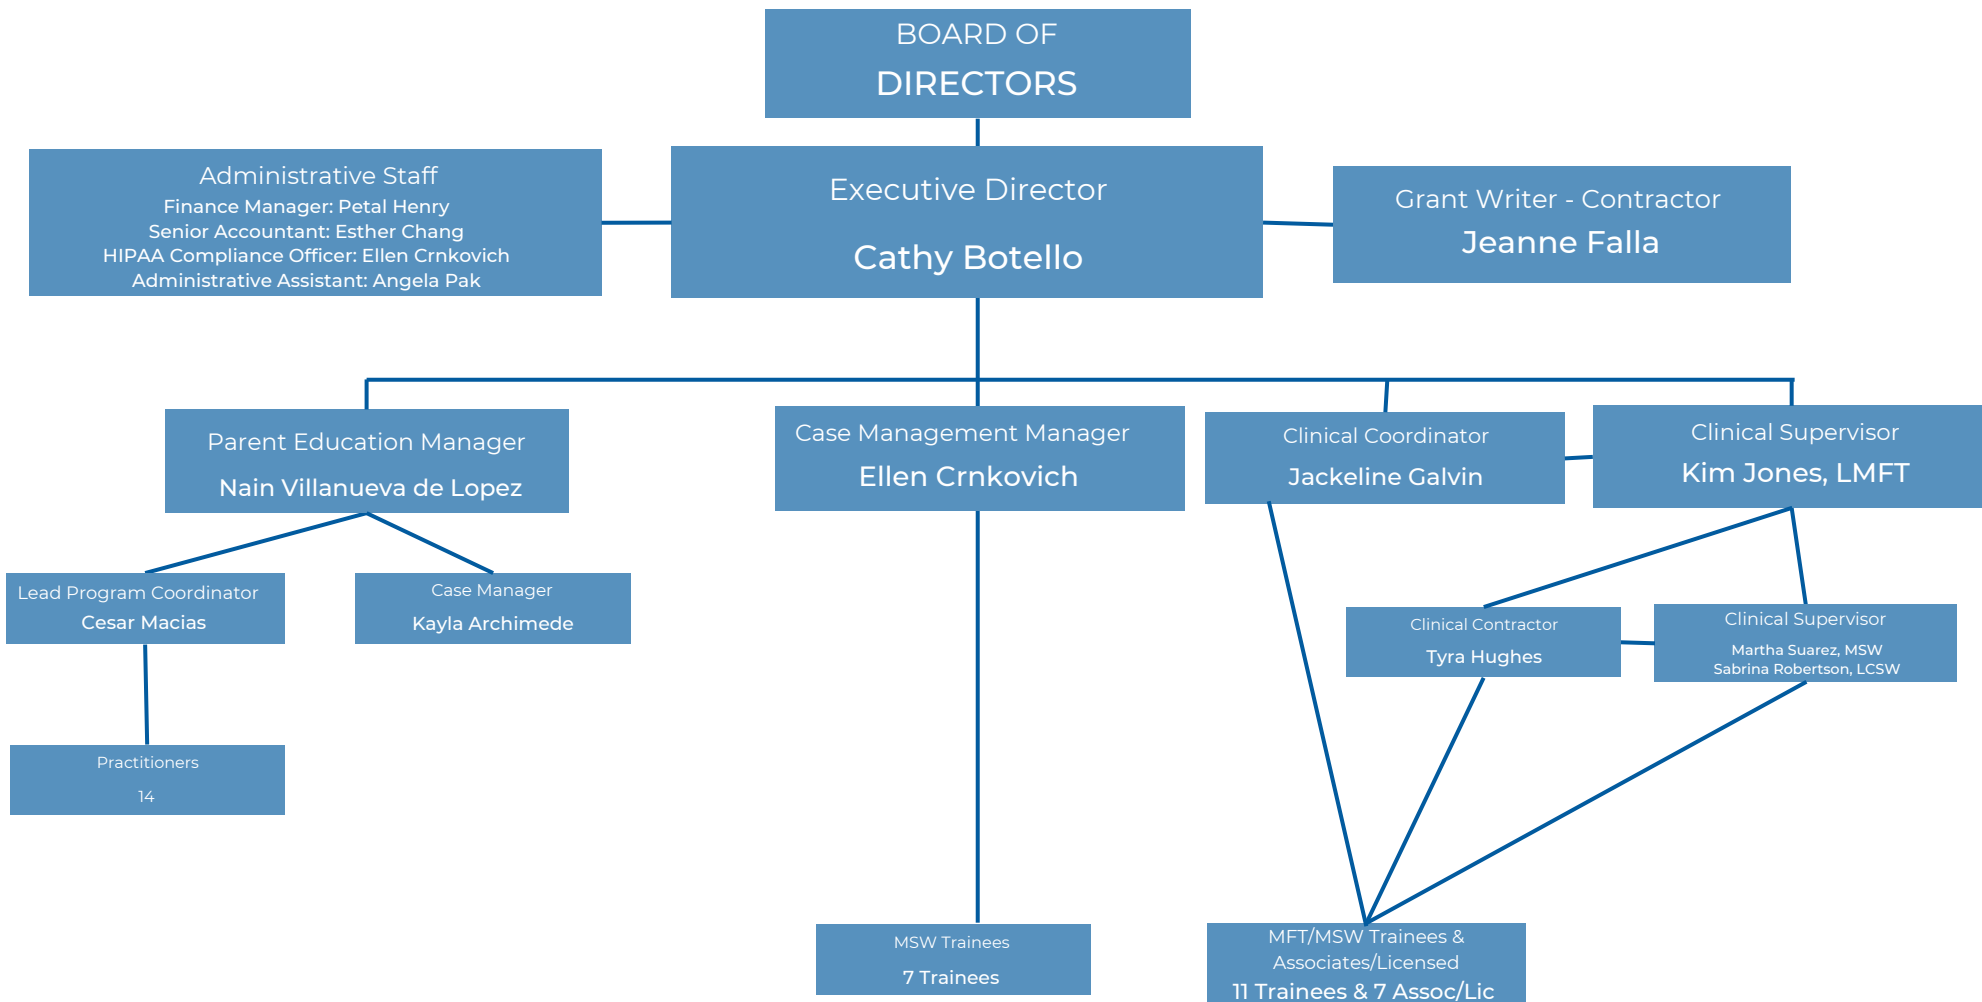 BOARD OF
DIRECTORS
Administrative Staff
Finance Manager: Petal Henry
Senior Accountant: Esther Chang
HIPAA Compliance Officer: Ellen Crnkovich
Administrative Assistant: Angela Pak
Executive Director
Cathy Botello
Grant Writer - Contractor
Jeanne Falla
Parent Education Manager
Nain Villanueva de Lopez
Case Management Manager
Ellen Crnkovich
Clinical Coordinator
Jackeline Galvin
Clinical Supervisor
Kim Jones, LMFT
Lead Program Coordinator
Cesar Macias
Case Manager
Kayla Archimede
Clinical Contractor
Tyra Hughes
Clinical Supervisor
Martha Suarez, MSW
Sabrina Robertson, LCSW
Practitioners
14
MSW Trainees
7 Trainees
MFT/MSW Trainees &
Associates/Licensed
11 Trainees & 7 Assoc/Lic